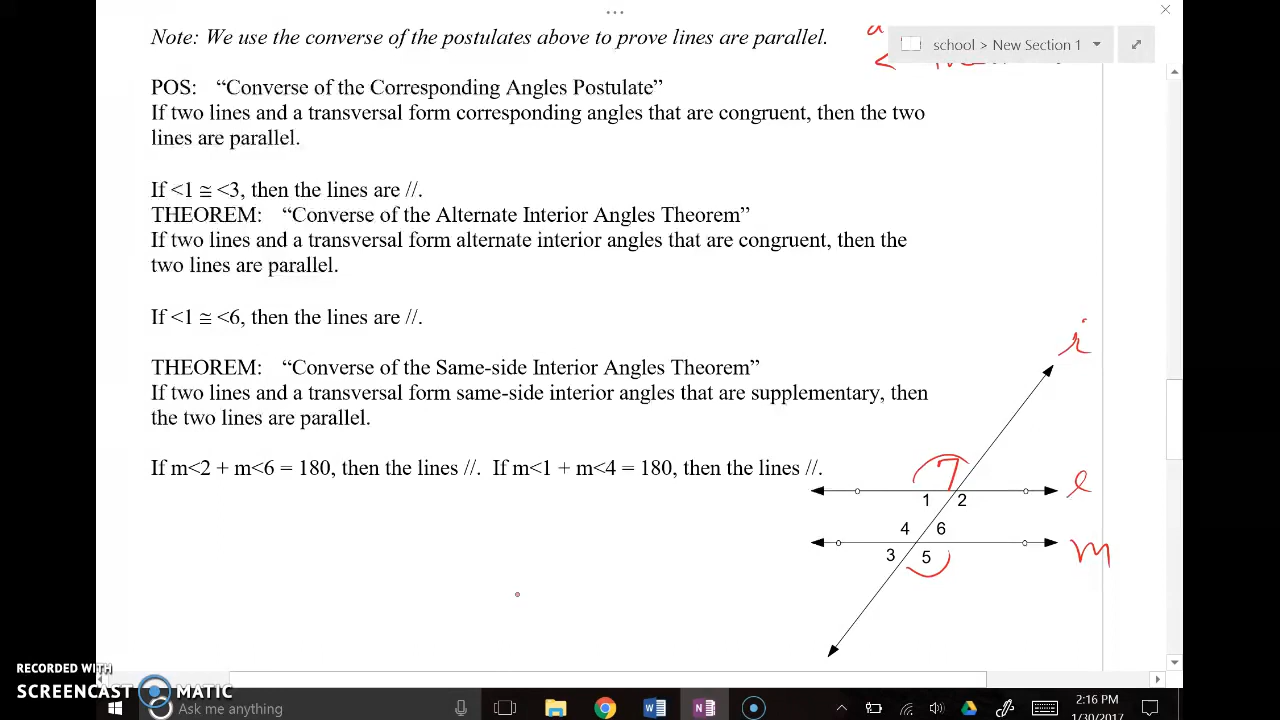 Note: We use the converse of the postulates above to prove lines are parallel.
a
school > New Section 1
POS: “Converse of the Corresponding Angles Postulate”
If two lines and a transversal form corresponding angles that are congruent, then the two
lines are parallel.
If <1 ≅ <3, then the lines are //.
THEOREM: “Converse of the Alternate Interior Angles Theorem”
If two lines and a transversal form alternate interior angles that are congruent, then the
two lines are parallel.
If <1 ≅ <6, then the lines are //.
THEOREM: “Converse of the Same-side Interior Angles Theorem”
If two lines and a transversal form same-side interior angles that are supplementary, then
the two lines are parallel.
If m<2 + m<6 = 180, then the lines //. If m<1 + m<4 = 180, then the lines //.
7
l
1 2
4 6
m
3 5
RECORDED WITH
SCREENCAST MATIC
Ask me anything
2:16 PM
1/30/2017